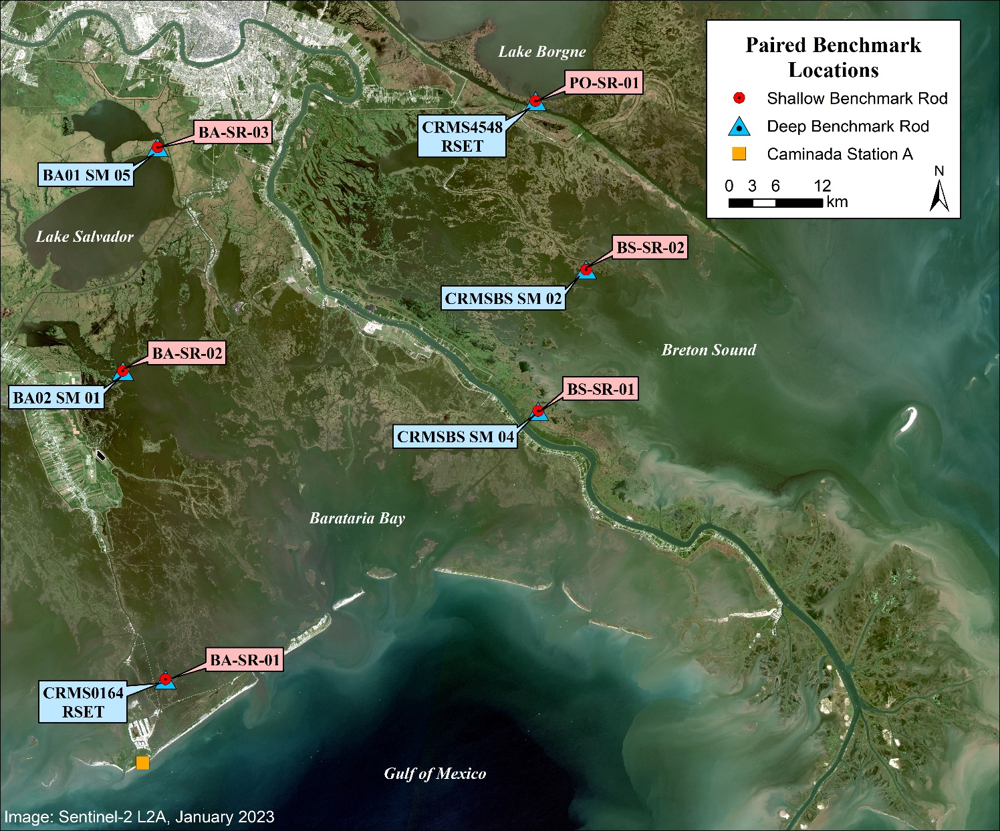 Paired Benchmark
Locations
Shallow Benchmark Rod
Deep Benchmark Rod
Caminada Station A
0 3 6 12
km
N
Lake Borgne
PO-SR-01
CRMS4548
RSET
BA-SR-03
BA01 SM 05
Lake Salvador
BS-SR-02
CRMSBS SM 02
Breton Sound
BA-SR-02
BA02 SM 01
BS-SR-01
CRMSBS SM 04
Barataria Bay
BA-SR-01
CRMS0164
RSET
Gulf of Mexico
Image: Sentinel-2 L2A, January 2023